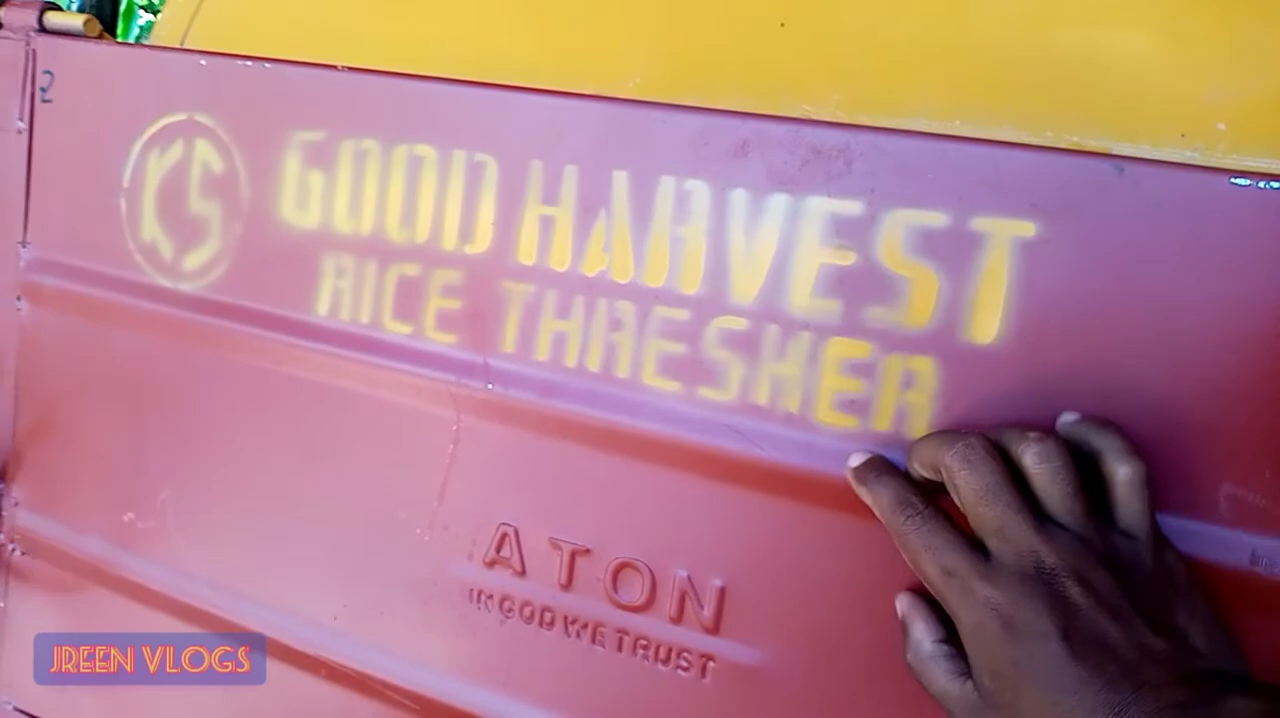 2
KS
GOOD HARVEST
RICE THRESHER
ATON
IN GOD WE TRUST
JREEN VLOGS